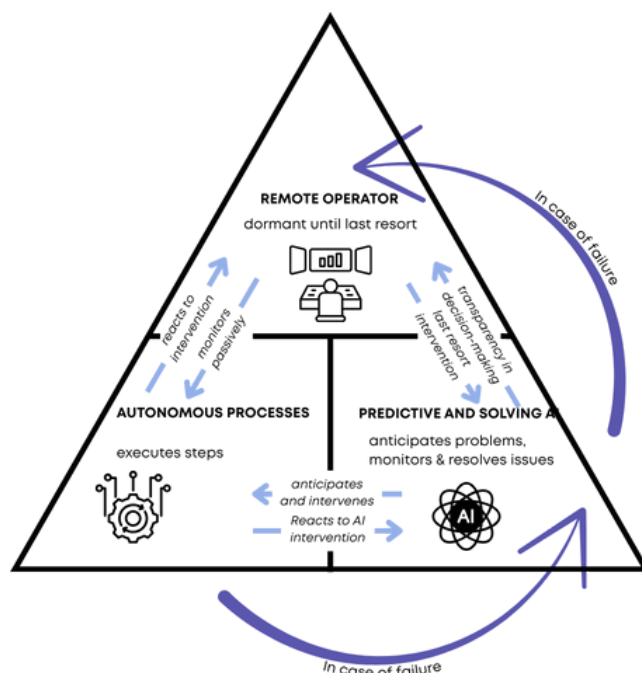 REMOTE OPERATOR
dormant until last resort
In case of failure
reacts to
intervention
monitors
passively
transparency in
decision-making
last resort
intervention
AUTONOMOUS PROCESSES
executes steps
PREDICTIVE AND SOLVING AI
anticipates problems,
monitors & resolves issues
anticipates
and intervenes
Reacts to AI
intervention
AI
In case of failure